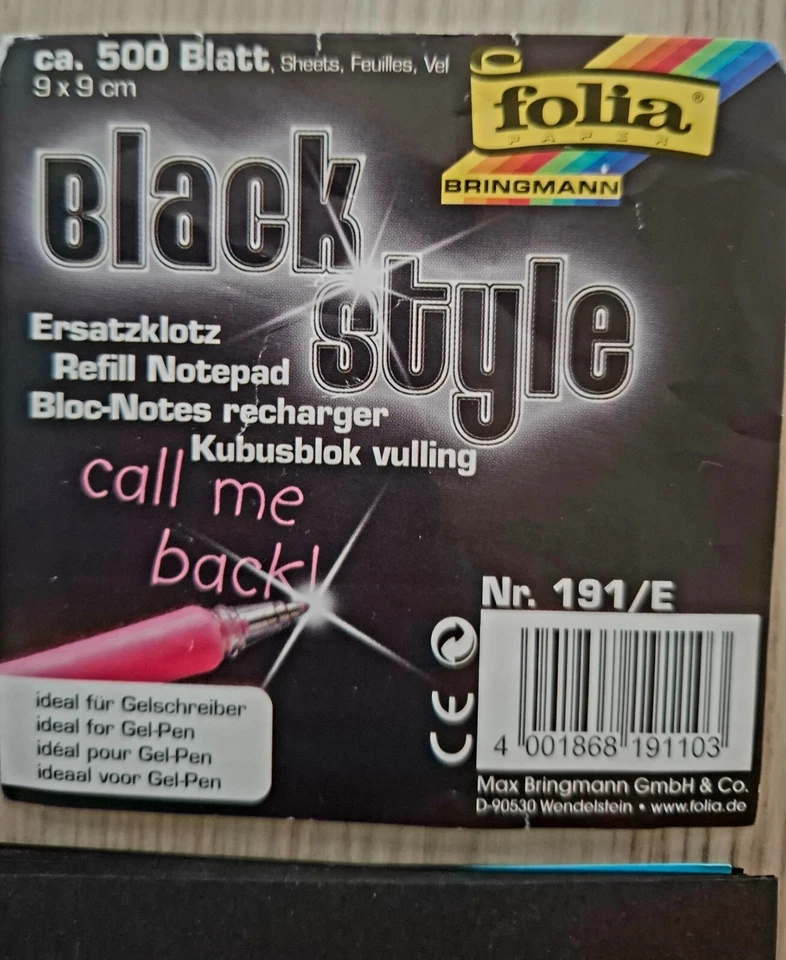 ca. 500 Blatt, Sheets, Feuilles, Vel
9 x 9 cm
folia®
PAPER
BRINGMANN
Black
style
Ersatzklotz
Refill Notepad
Bloc-Notes recharger
Kubusblok vulling
call me
back!
Nr. 191/E
CE
ideal für Gelschreiber
ideal for Gel-Pen
idéal pour Gel-Pen
ideaal voor Gel-Pen
4 001868 191103
Max Bringmann GmbH & Co.
D-90530 Wendelstein • www.folia.de